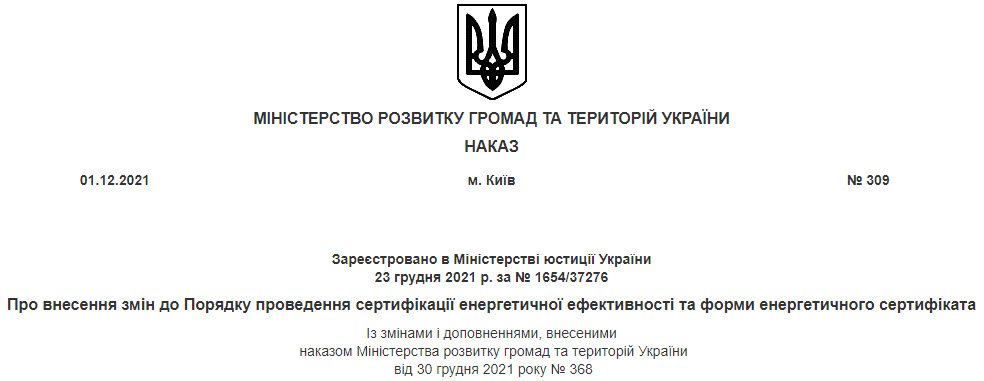 МІНІСТЕРСТВО РОЗВИТКУ ГРОМАД ТА ТЕРИТОРІЙ УКРАЇНИ
НАКАЗ
01.12.2021 м. Київ № 309
Зареєстровано в Міністерстві юстиції України
23 грудня 2021 р. за № 1654/37276
Про внесення змін до Порядку проведення сертифікації енергетичної ефективності та форми енергетичного сертифіката
Із змінами і доповненнями, внесеними
наказом Міністерства розвитку громад та територій України
від 30 грудня 2021 року № 368